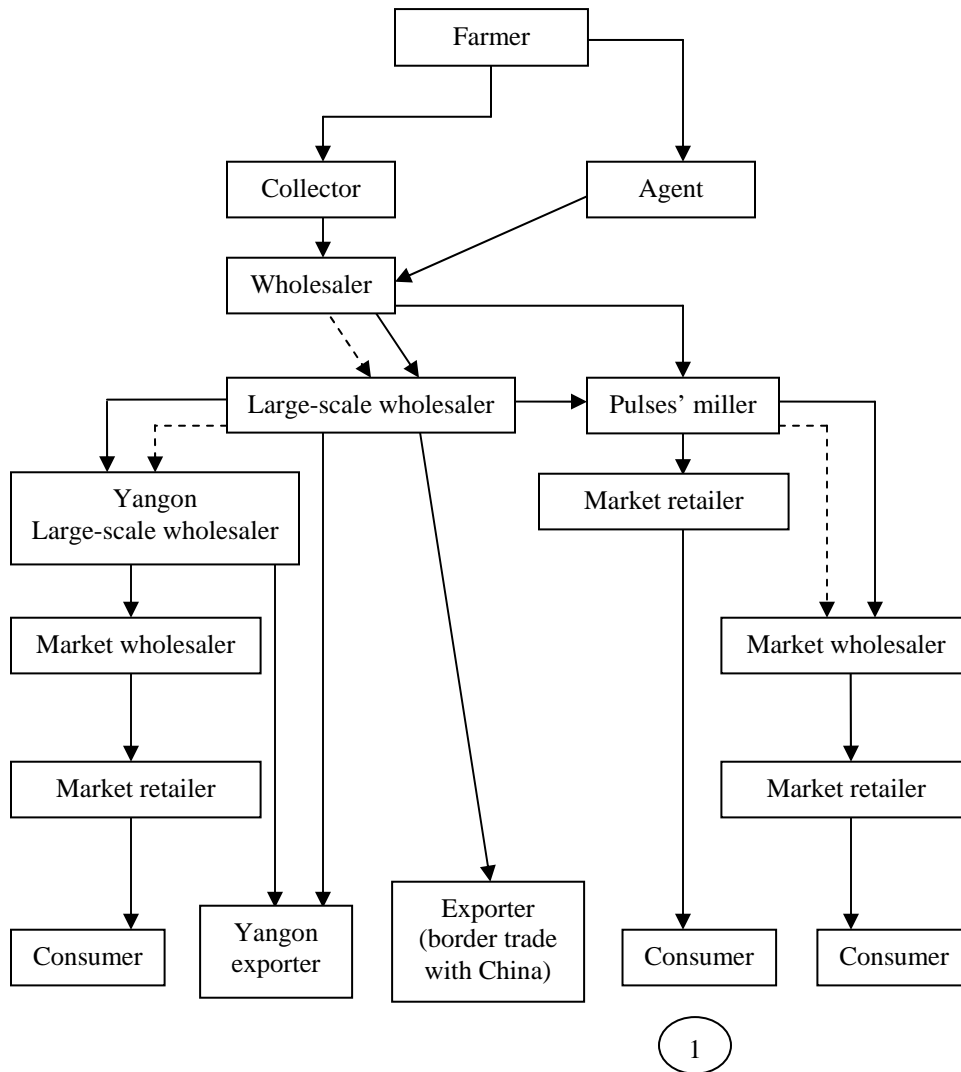 Farmer
Collector
Agent
Wholesaler
Large-scale wholesaler
Pulses’ miller
Yangon
Large-scale wholesaler
Market retailer
Market wholesaler
Market wholesaler
Market retailer
Market retailer
Consumer
Yangon
exporter
Exporter
(border trade
with China)
Consumer
Consumer
1